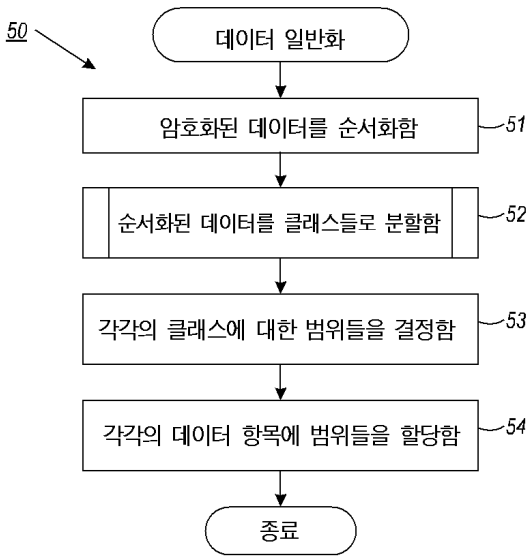 50
데이터 일반화
암호화된 데이터를 순서화함
51
순서화된 데이터를 클래스들로 분할함
52
각각의 클래스에 대한 범위들을 결정함
53
각각의 데이터 항목에 범위들을 할당함
54
종료